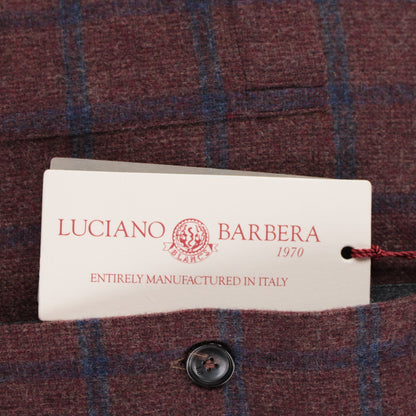 LUCIANO BARBERA
1970
ENTIRELY MANUFACTURED IN ITALY